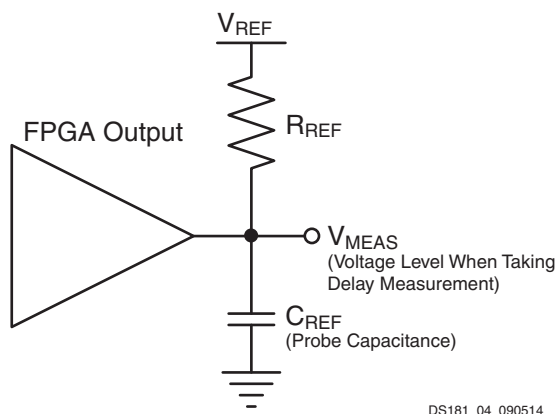 VREF
RREF
FPGA Output
VMEAS
(Voltage Level When Taking
Delay Measurement)
CREF
(Probe Capacitance)
DS181_04_090514